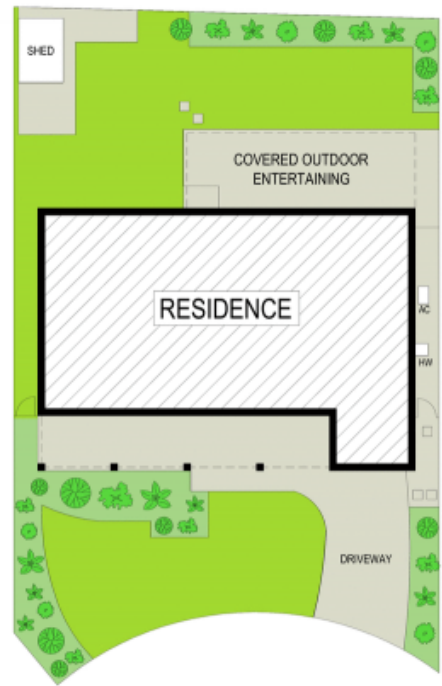 SHED
COVERED OUTDOOR
ENTERTAINING
RESIDENCE
AC
HW
DRIVEWAY